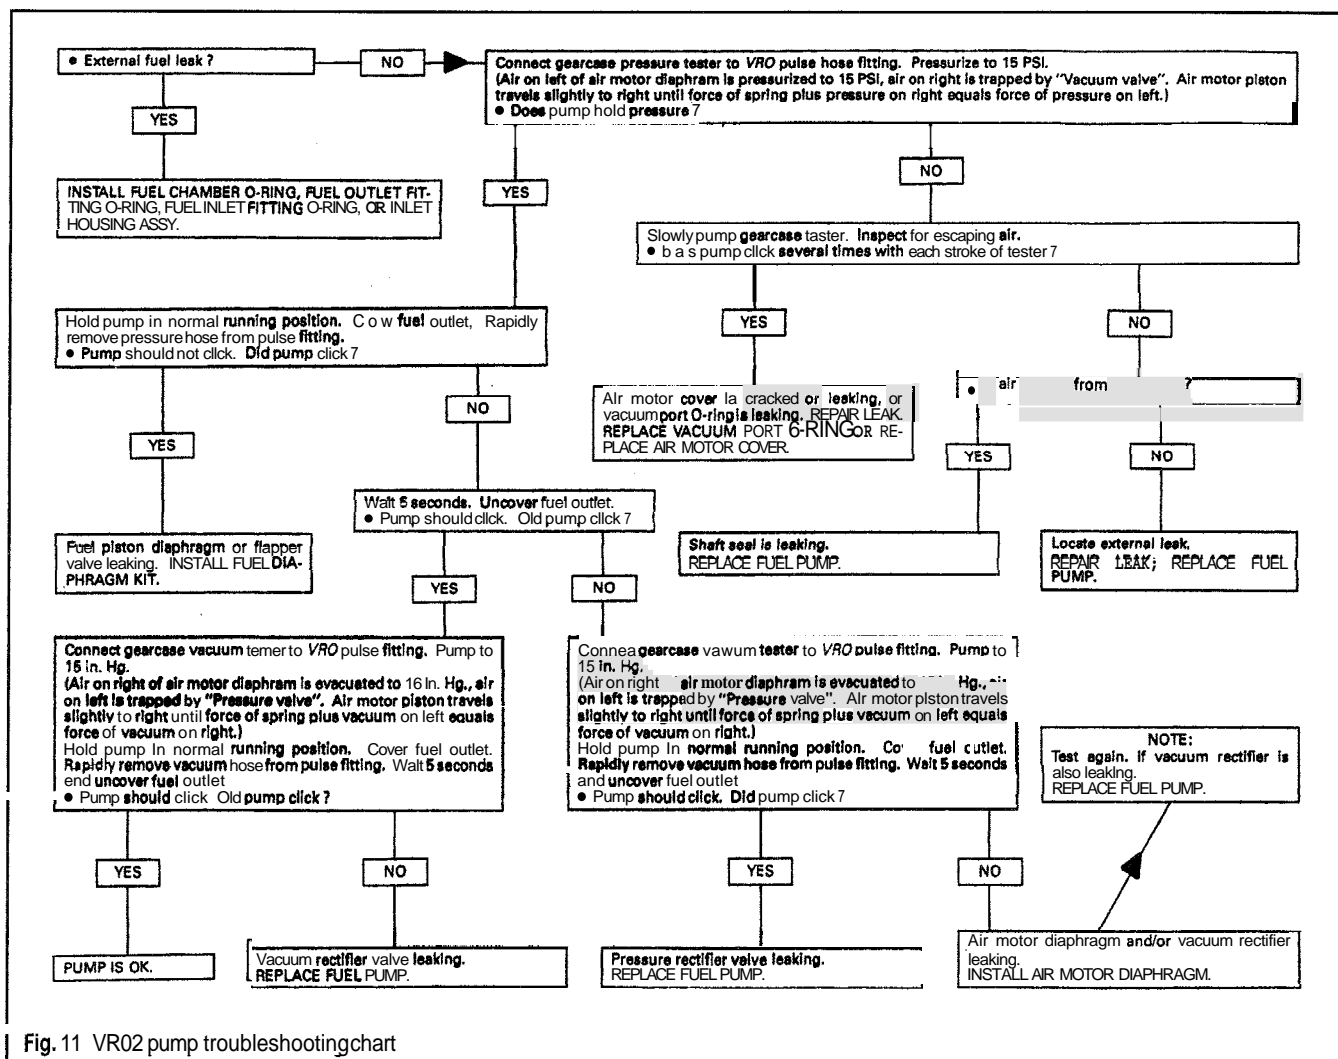 • External fuel leak ?
NO
Connect gearcase pressure tester to VRO pulse hose fitting. Pressurize to 15 PSI.
(Air on left of air motor diaphram is pressurized to 15 PSI, air on right is trapped by "Vacuum valve". Air motor piston
travels slightly to right until force of spring plus pressure on right equals force of pressure on left.)
• Does pump hold pressure 7
YES
INSTALL FUEL CHAMBER O-RING, FUEL OUTLET FIT-
TING O-RING, FUEL INLET FITTING O-RING, OR INLET
HOUSING ASSY.
YES
NO
Slowly pump gearcase taster. Inspect for escaping air.
• b a s pump cllck several times with each stroke of tester 7
Hold pump in normal running position. C o w fuel outlet, Rapidly
remove pressure hose from pulse fitting.
• Pump should not cllck. Did pump click 7
YES
NO
Alr motor cover la cracked or leaking, or
vacuum port O-ring is leaking. REPAIR LEAK.
REPLACE VACUUM PORT 6-RING OR RE-
PLACE AIR MOTOR COVER.
• air from ?
NO
YES
YES
NO
Walt 5 seconds. Uncover fuel outlet.
• Pump should cllck. Old pump cllck 7
Fuel piston diaphragm or flapper
valve leaking. INSTALL FUEL DIA-
PHRAGM KIT.
Shaft seal is leaking.
REPLACE FUEL PUMP.
Locate external leak.
REPAIR LEAK; REPLACE FUEL
PUMP.
YES
NO
Connect gearcase vacuum temer to VRO pulse fitting. Pump to
15 in. Hg.
(Air on right of air motor diaphram is evacuated to 16 In. Hg., air
on left is trapped by "Pressure valve". Air motor piston travels
slightly to right until force of spring plus vacuum on left equals
force of vacuum on right.)
Hold pump In normal running position. Cover fuel outlet.
Rapidly remove vacuum hose from pulse fitting. Walt 5 seconds
end uncover fuel outlet
• Pump should click Old pump click ?
Connea gearcase vawum tester to VRO pulse fitting. Pump to
15 in. Hg.
(Air on right air motor diaphram is evacuated to Hg., air
on left is trapped by "Pressure valve". Air motor plston travels
slightly to right until force of spring plus vacuum on left equals
force of vacuum on right.)
Hold pump In normal running position. Co' fuel cutlet.
Rapidly remove vacuum hose from pulse fitting. Walt 5 seconds
and uncover fuel outlet
• Pump should click. Did pump click 7
NOTE:
Test again. If vacuum rectifier is
also leaking.
REPLACE FUEL PUMP.
YES
NO
YES
NO
PUMP IS OK.
Vacuum rectifier valve leaking.
REPLACE FUEL PUMP.
Pressure rectifier valve leaking.
REPLACE FUEL PUMP.
Air motor diaphragm and/or vacuum rectifier
leaking.
INSTALL AIR MOTOR DIAPHRAGM.
Fig. 11 VR02 pump troubleshooting chart